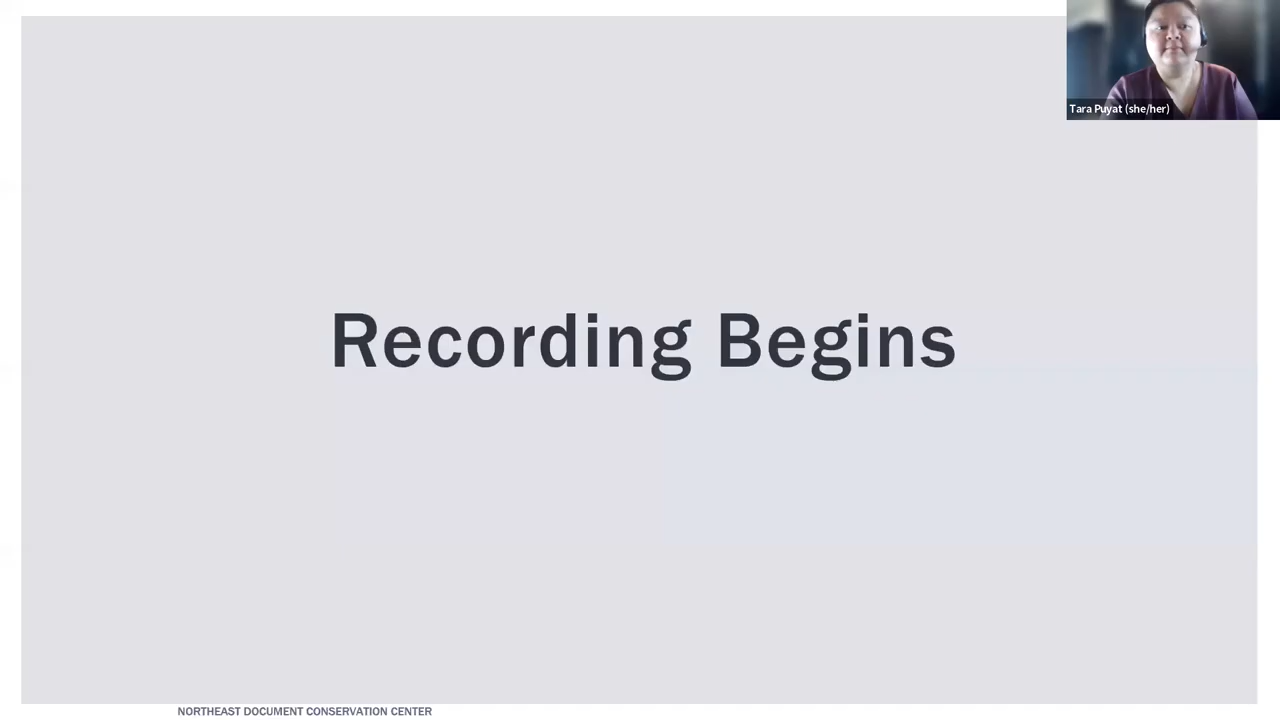 Tara Puyat (she/her)
Recording Begins
NORTHEAST DOCUMENT CONSERVATION CENTER